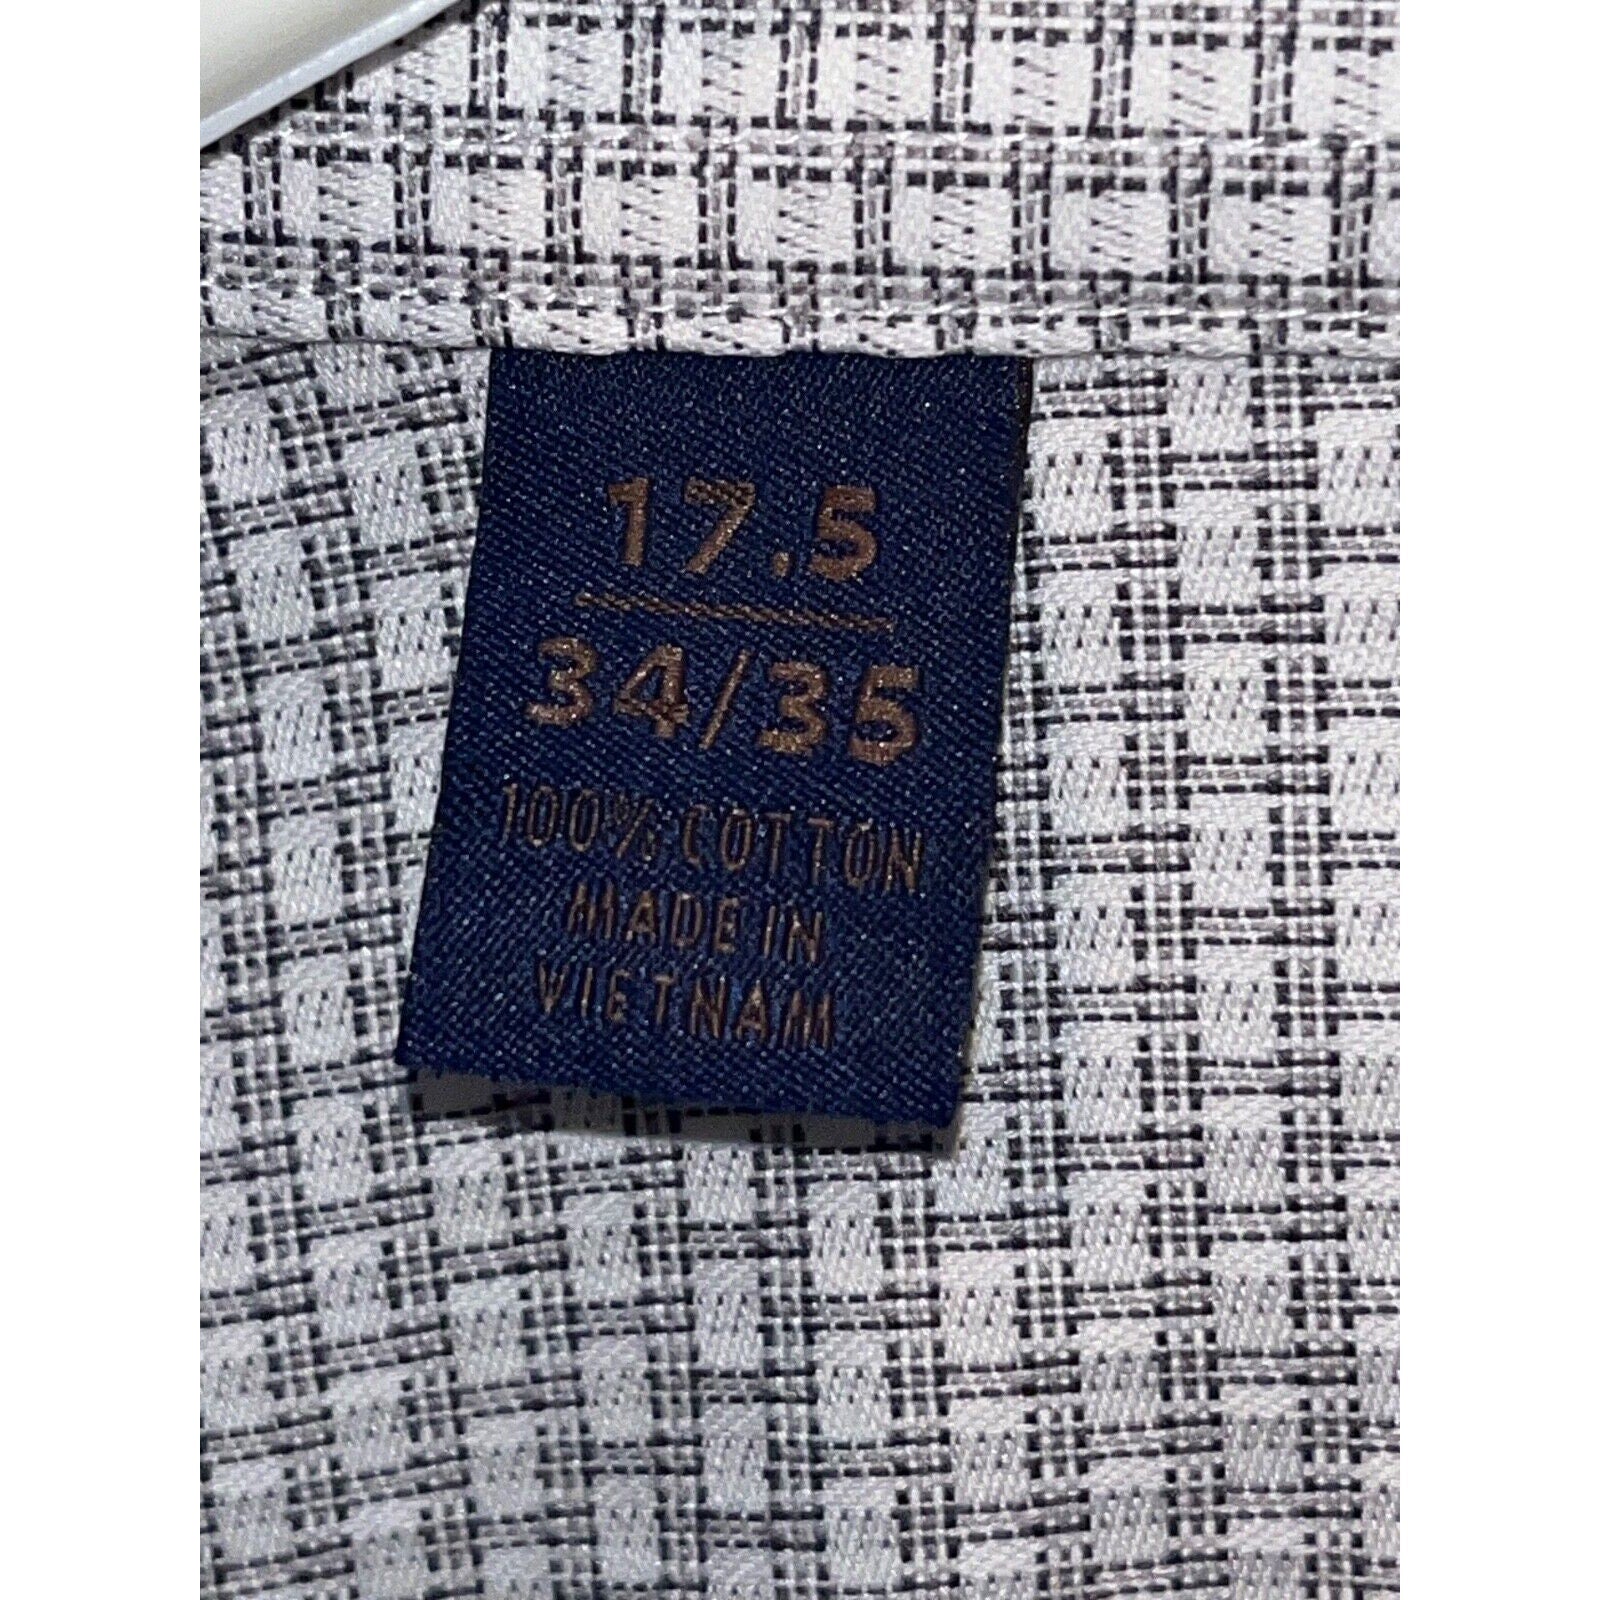 17.5
34/35
100% COTTON
MADE IN
VIETNAM